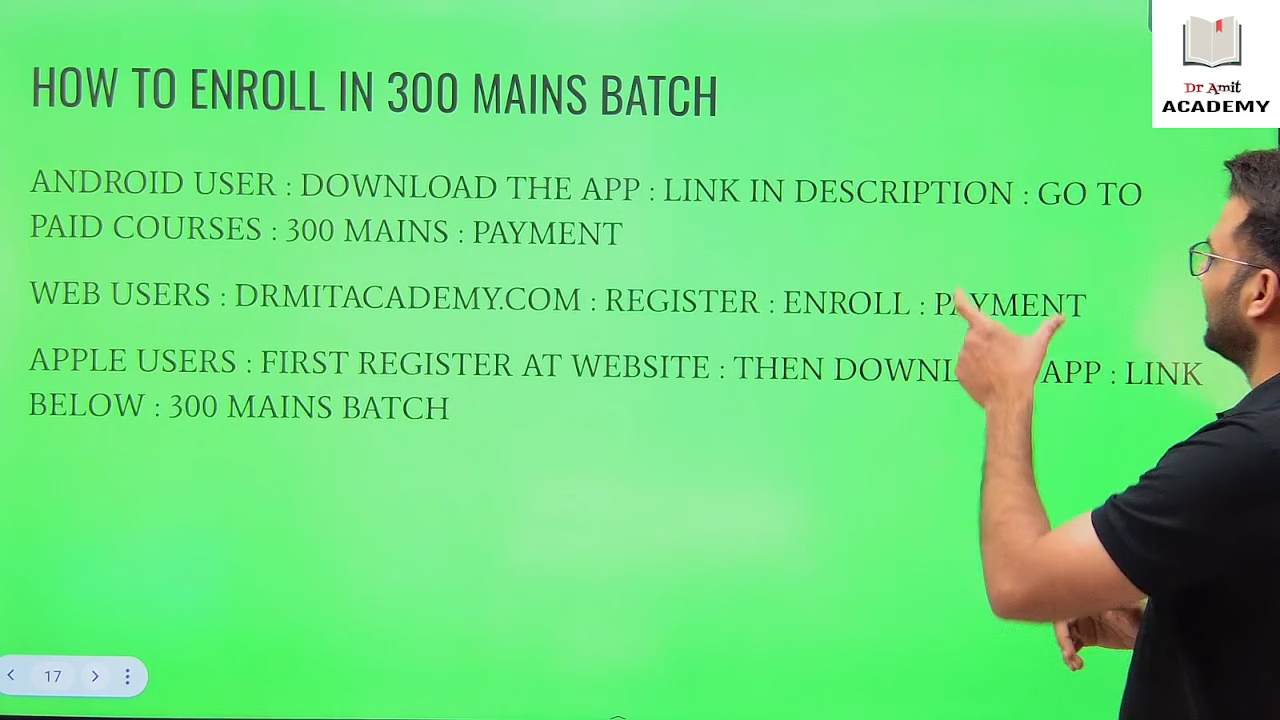 HOW TO ENROLL IN 300 MAINS BATCH
Dr Amit
ACADEMY
ANDROID USER : DOWNLOAD THE APP : LINK IN DESCRIPTION : GO TO
PAID COURSES : 300 MAINS : PAYMENT
WEB USERS : DRMITACADEMY.COM : REGISTER : ENROLL : PAYMENT
APPLE USERS : FIRST REGISTER AT WEBSITE : THEN APP : LINK
BELOW : 300 MAINS BATCH
17